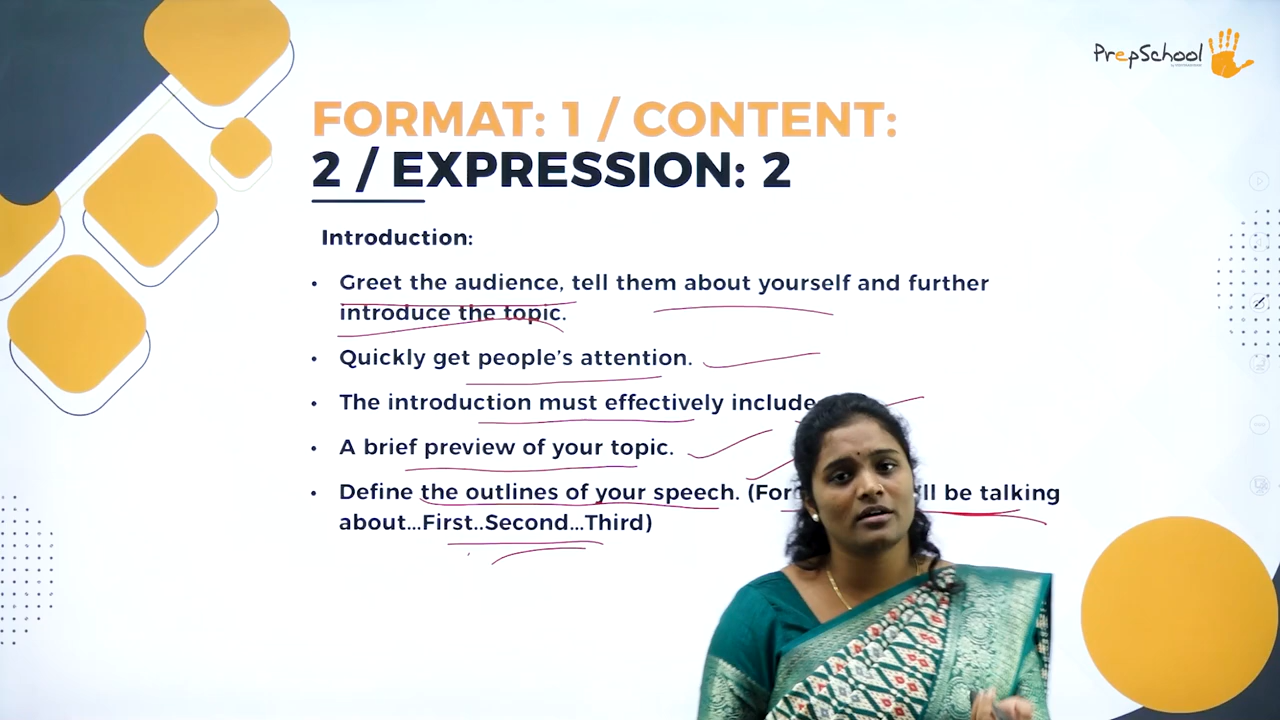 PrepSchool
FORMAT: 1 / CONTENT:
2 / EXPRESSION: 2
Introduction:
• Greet the audience, tell them about yourself and further
introduce the topic.
• Quickly get people’s attention.
• The introduction must effectively include
• A brief preview of your topic.
• Define the outlines of your speech. (For 'll be talking
about...First..Second...Third)